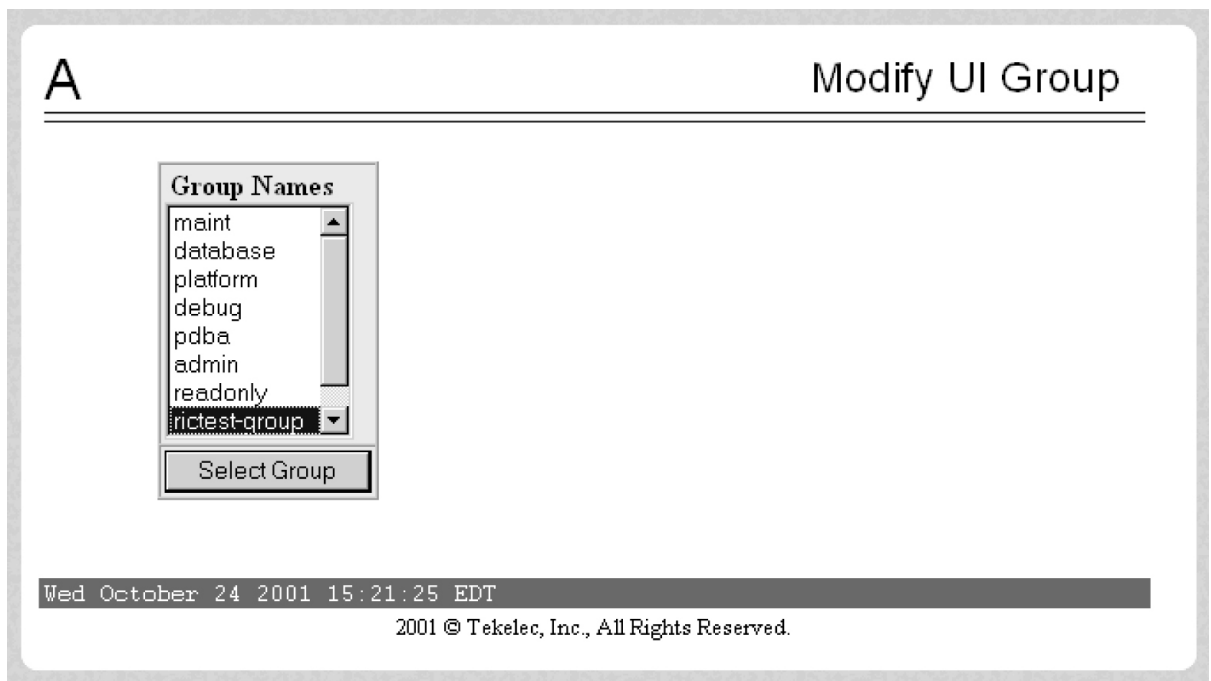 A
Modify UI Group
Group Names
maint
database
platform
debug
pdba
admin
readonly
rictest-group
Select Group
Wed October 24 2001 15:21:25 EDT
2001 © Tekelec, Inc., All Rights Reserved.